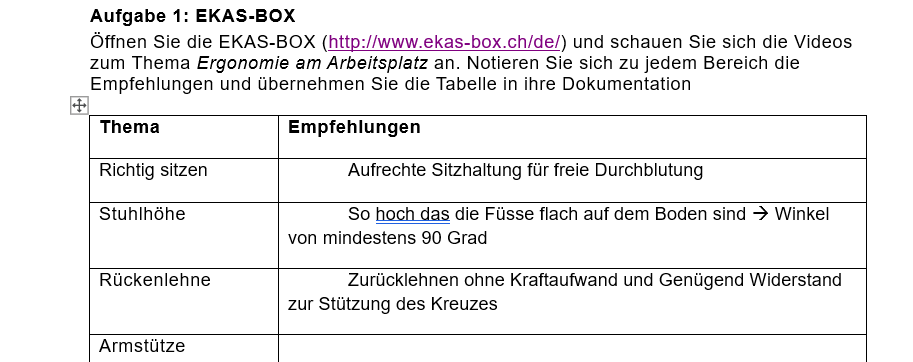 Aufgabe 1: EKAS-BOX
Öffnen Sie die EKAS-BOX (http://www.ekas-box.ch/de/) und schauen Sie sich die Videos
zum Thema Ergonomie am Arbeitsplatz an. Notieren Sie sich zu jedem Bereich die
Empfehlungen und übernehmen Sie die Tabelle in ihre Dokumentation
Thema Empfehlungen
Richtig sitzen Aufrechte Sitzhaltung für freie Durchblutung
Stuhlhöhe So hoch das die Füsse flach auf dem Boden sind → Winkel
von mindestens 90 Grad
Rückenlehne Zurücklehnen ohne Kraftaufwand und Genügend Widerstand
zur Stützung des Kreuzes
Armstütze